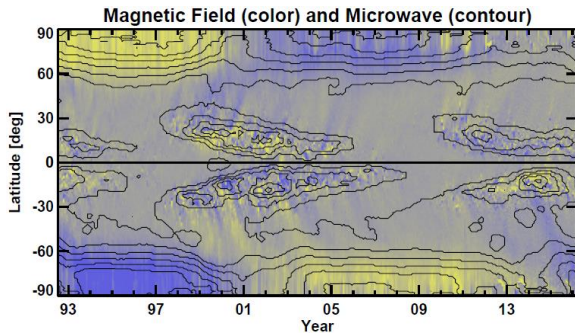 Magnetic Field (color) and Microwave (contour)
90
60
30
0
-30
-60
-90
Latitude [deg]
93 97 01 05 09 13
Year